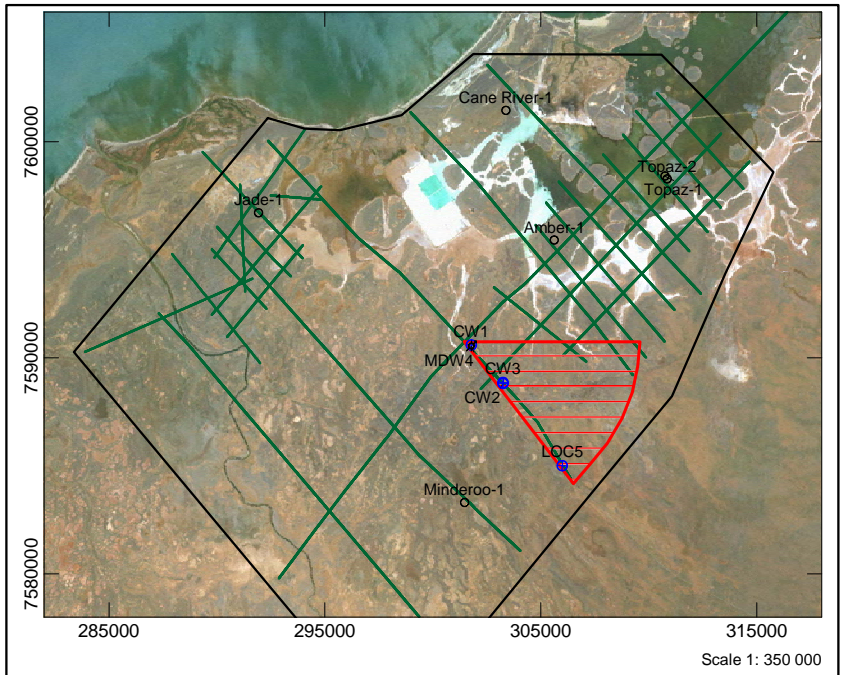 Cane River-1
7600000
Topaz-2
Topaz-1
Jade-1
Amber-1
CW1
7590000
MDW4
CW3
CW2
LOC5
Minderoo-1
7580000
285000
295000
305000
315000
Scale 1: 350 000